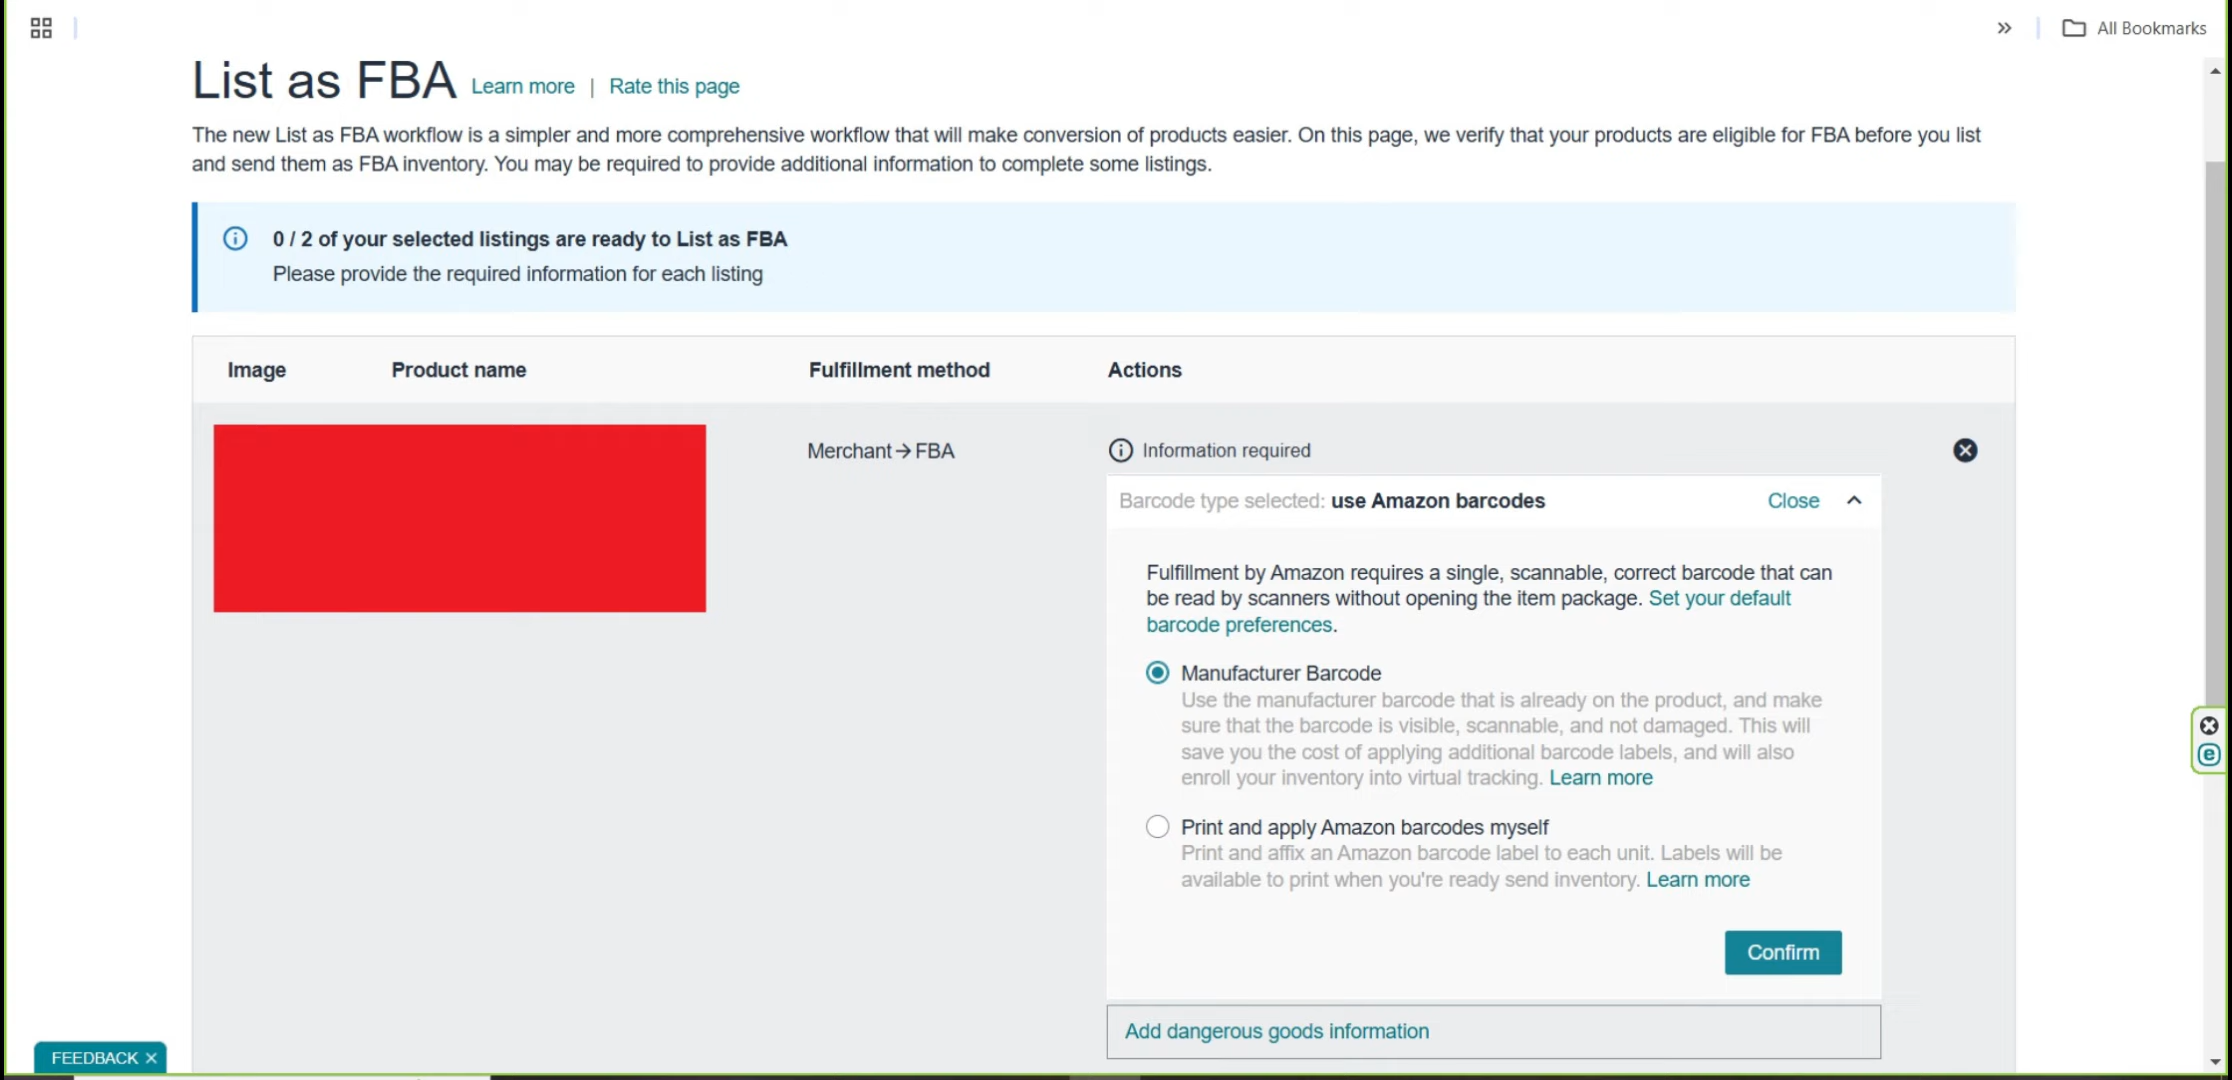 All Bookmarks
List as FBA Learn more | Rate this page
The new List as FBA workflow is a simpler and more comprehensive workflow that will make conversion of products easier. On this page, we verify that your products are eligible for FBA before you list
and send them as FBA inventory. You may be required to provide additional information to complete some listings.
0 / 2 of your selected listings are ready to List as FBA
Please provide the required information for each listing
Image Product name Fulfillment method Actions
Merchant → FBA Information required
Barcode type selected: use Amazon barcodes Close
Fulfillment by Amazon requires a single, scannable, correct barcode that can
be read by scanners without opening the item package. Set your default
barcode preferences.
Manufacturer Barcode
Use the manufacturer barcode that is already on the product, and make
sure that the barcode is visible, scannable, and not damaged. This will
save you the cost of applying additional barcode labels, and will also
enroll your inventory into virtual tracking. Learn more
Print and apply Amazon barcodes myself
Print and affix an Amazon barcode label to each unit. Labels will be
available to print when you're ready send inventory. Learn more
Confirm
Add dangerous goods information
FEEDBACK